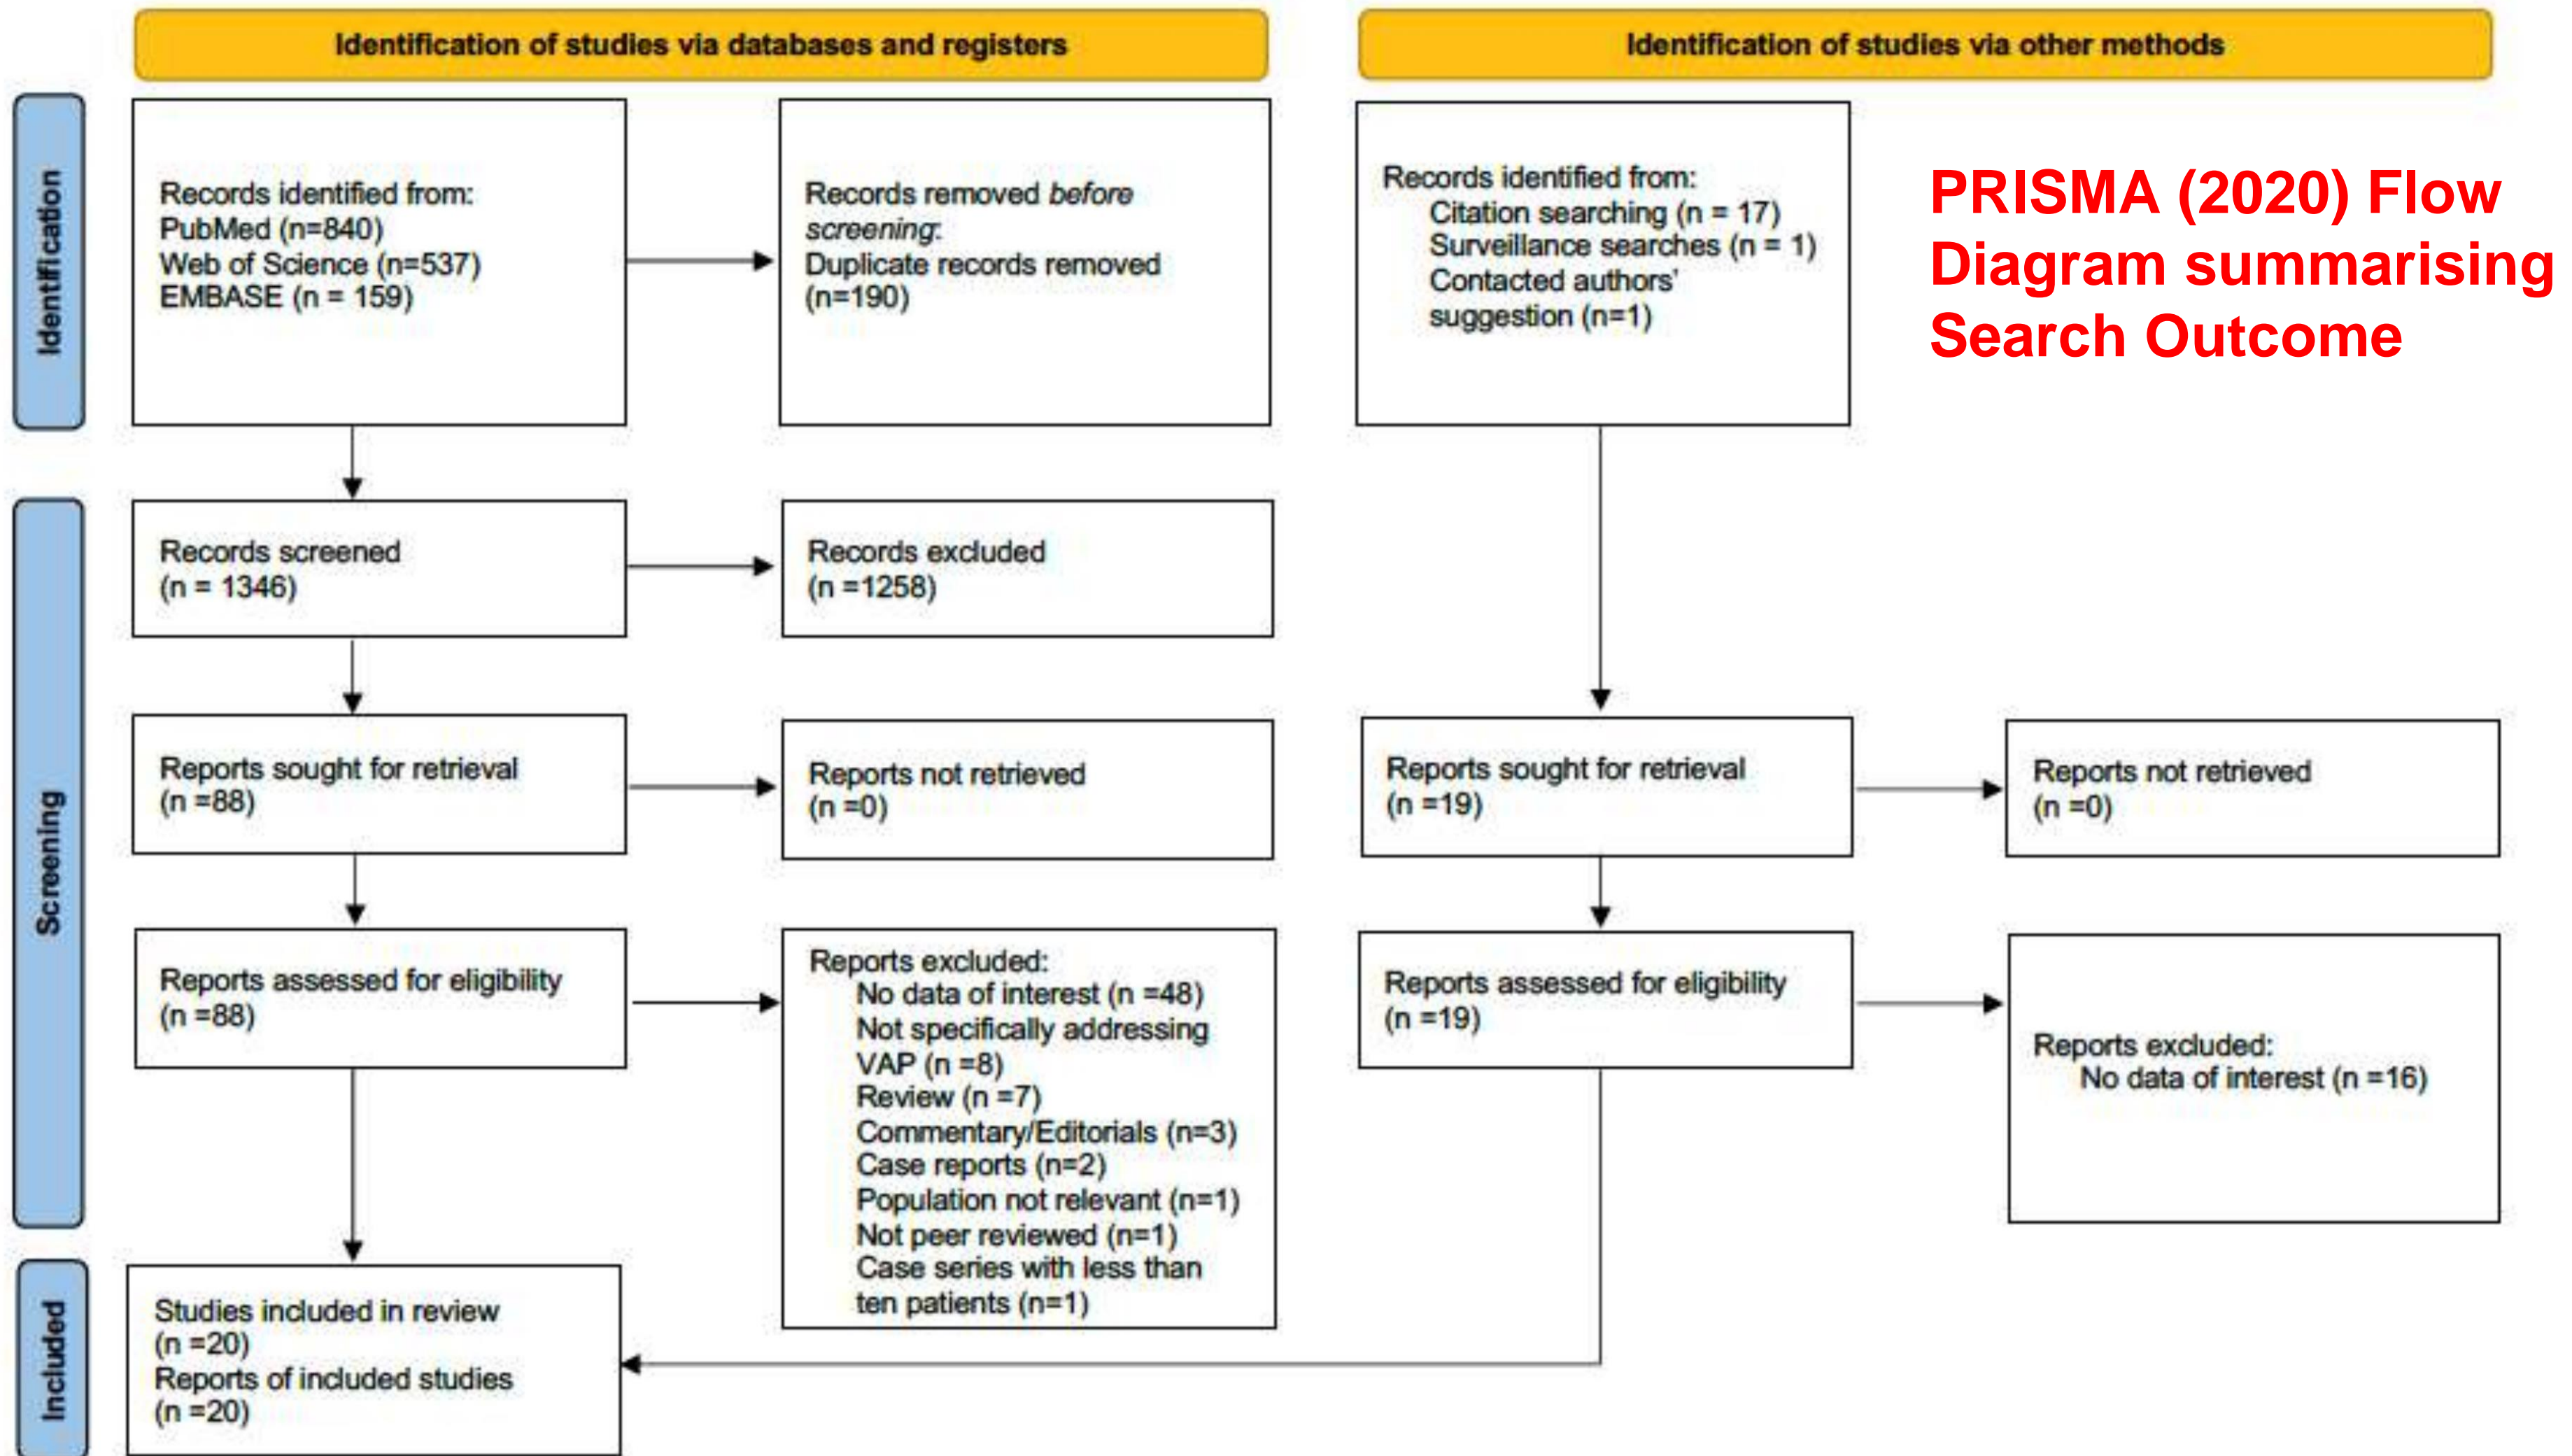 Identification of studies via databases and registers
Identification of studies via other methods
Identification
Records identified from:
PubMed (n=840)
Web of Science (n=537)
EMBASE (n = 159)
Records removed before
screening:
Duplicate records removed
(n=190)
Records identified from:
Citation searching (n = 17)
Surveillance searches (n = 1)
Contacted authors'
suggestion (n=1)
PRISMA (2020) Flow
Diagram summarising
Search Outcome
Screening
Records screened
(n = 1346)
Records excluded
(n =1258)
Reports sought for retrieval
(n =88)
Reports not retrieved
(n =0)
Reports sought for retrieval
(n =19)
Reports not retrieved
(n =0)
Reports assessed for eligibility
(n =88)
Reports excluded:
No data of interest (n =48)
Not specifically addressing
VAP (n =8)
Review (n =7)
Commentary/Editorials (n=3)
Case reports (n=2)
Population not relevant (n=1)
Not peer reviewed (n=1)
Case series with less than
ten patients (n=1)
Reports assessed for eligibility
(n =19)
Reports excluded:
No data of interest (n =16)
Included
Studies included in review
(n =20)
Reports of included studies
(n =20)